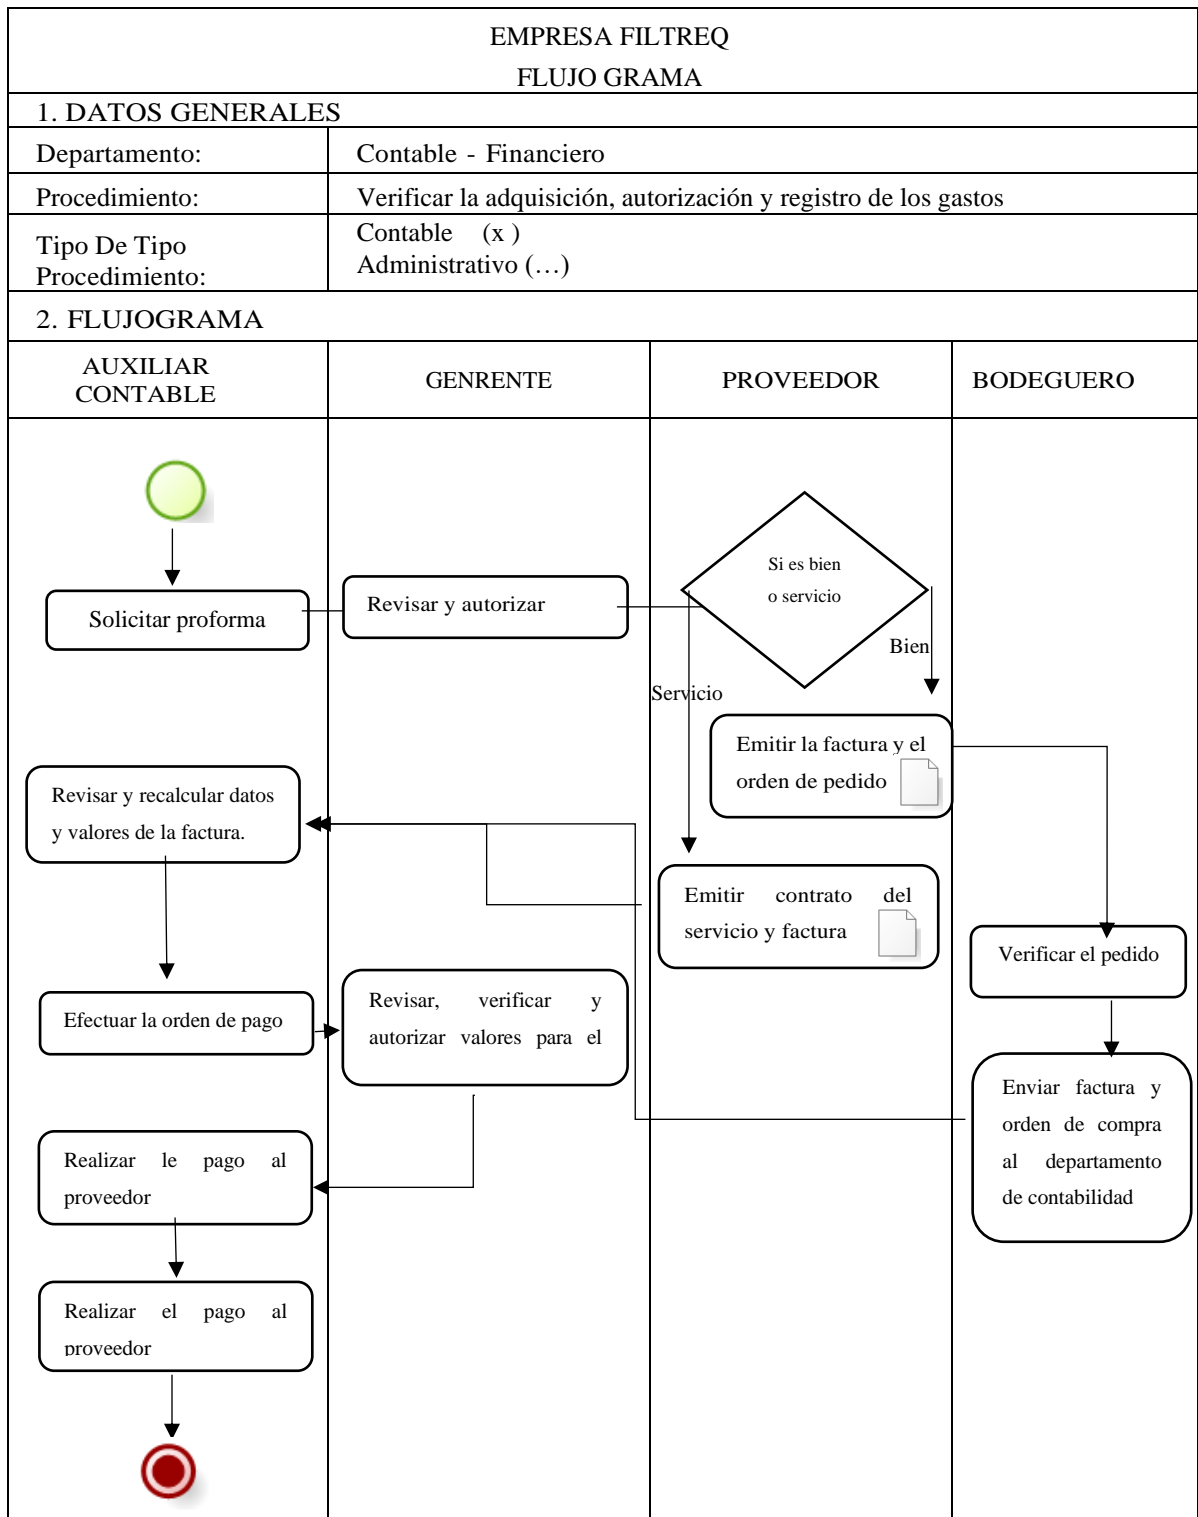 EMPRESA FILTREQ
FLUJO GRAMA
1. DATOS GENERALES
Departamento:
Contable - Financiero
Procedimiento:
Verificar la adquisición, autorización y registro de los gastos
Tipo De Tipo
Procedimiento:
Contable (x )
Administrativo (…)
2. FLUJOGRAMA
AUXILIAR
CONTABLE
GENRENTE
PROVEEDOR
BODEGUERO
Si es bien
o servicio
Solicitar proforma
Revisar y autorizar
Bien
Servicio
Emitir la factura y el
orden de pedido
Revisar y recalcular datos
y valores de la factura.
Emitir contrato del
servicio y factura
Verificar el pedido
Efectuar la orden de pago
Revisar, verificar y
autorizar valores para el
Enviar factura y
orden de compra
al departamento
de contabilidad
Realizar le pago al
proveedor
Realizar el pago al
proveedor